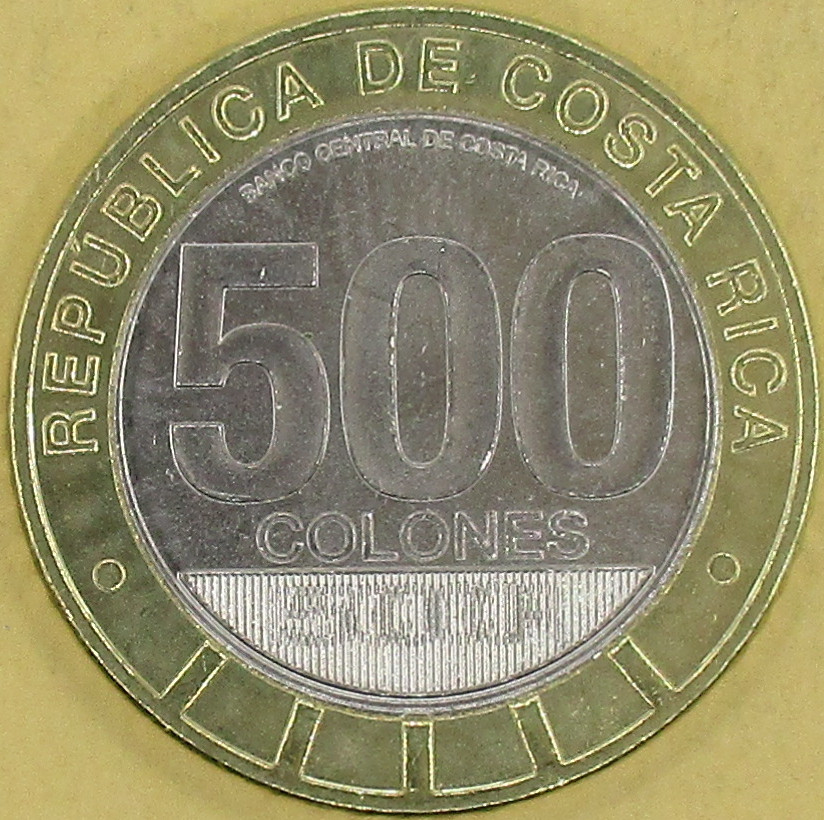 REPÚBLICA DE COSTA RICA
BANCO CENTRAL DE COSTA RICA
500
COLONES